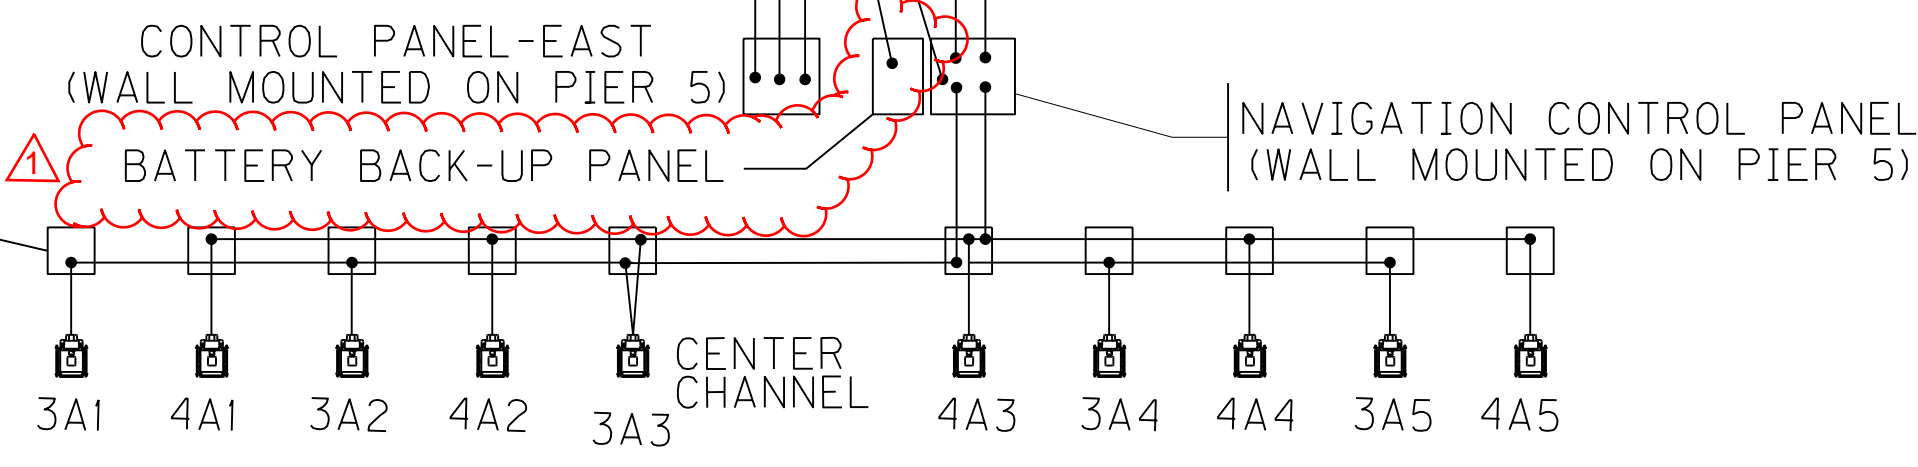 CONTROL PANEL-EAST
(WALL MOUNTED ON PIER 5)
NAVIGATION CONTROL PANEL
(WALL MOUNTED ON PIER 5)
1
BATTERY BACK-UP PANEL
CENTER
CHANNEL
3A1 4A1 3A2 4A2 3A3 4A3 3A4 4A4 3A5 4A5